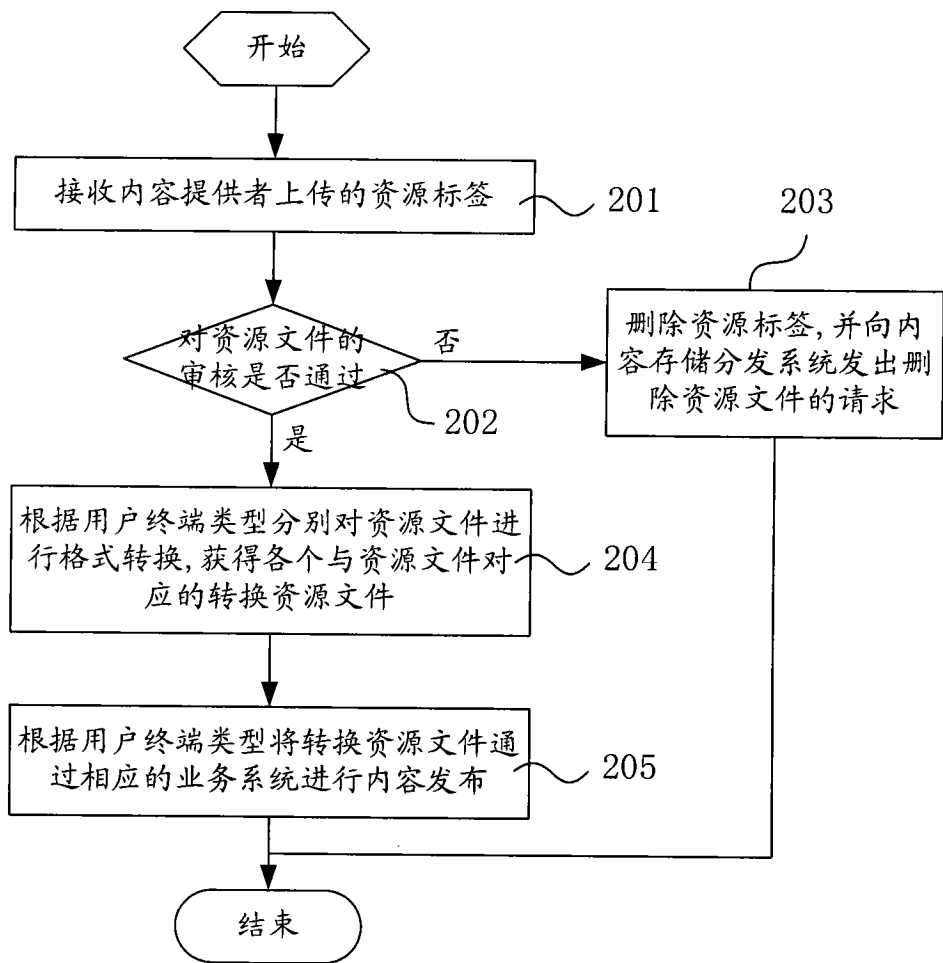 开始
接收内容提供者上传的资源标签
201
203
对资源文件的
审核是否通过
否
202
删除资源标签,并向内
容存储分发系统发出删
除资源文件的请求
是
根据用户终端类型分别对资源文件进
行格式转换,获得各个与资源文件对
应的转换资源文件
204
根据用户终端类型将转换资源文件通
过相应的业务系统进行内容发布
205
结束